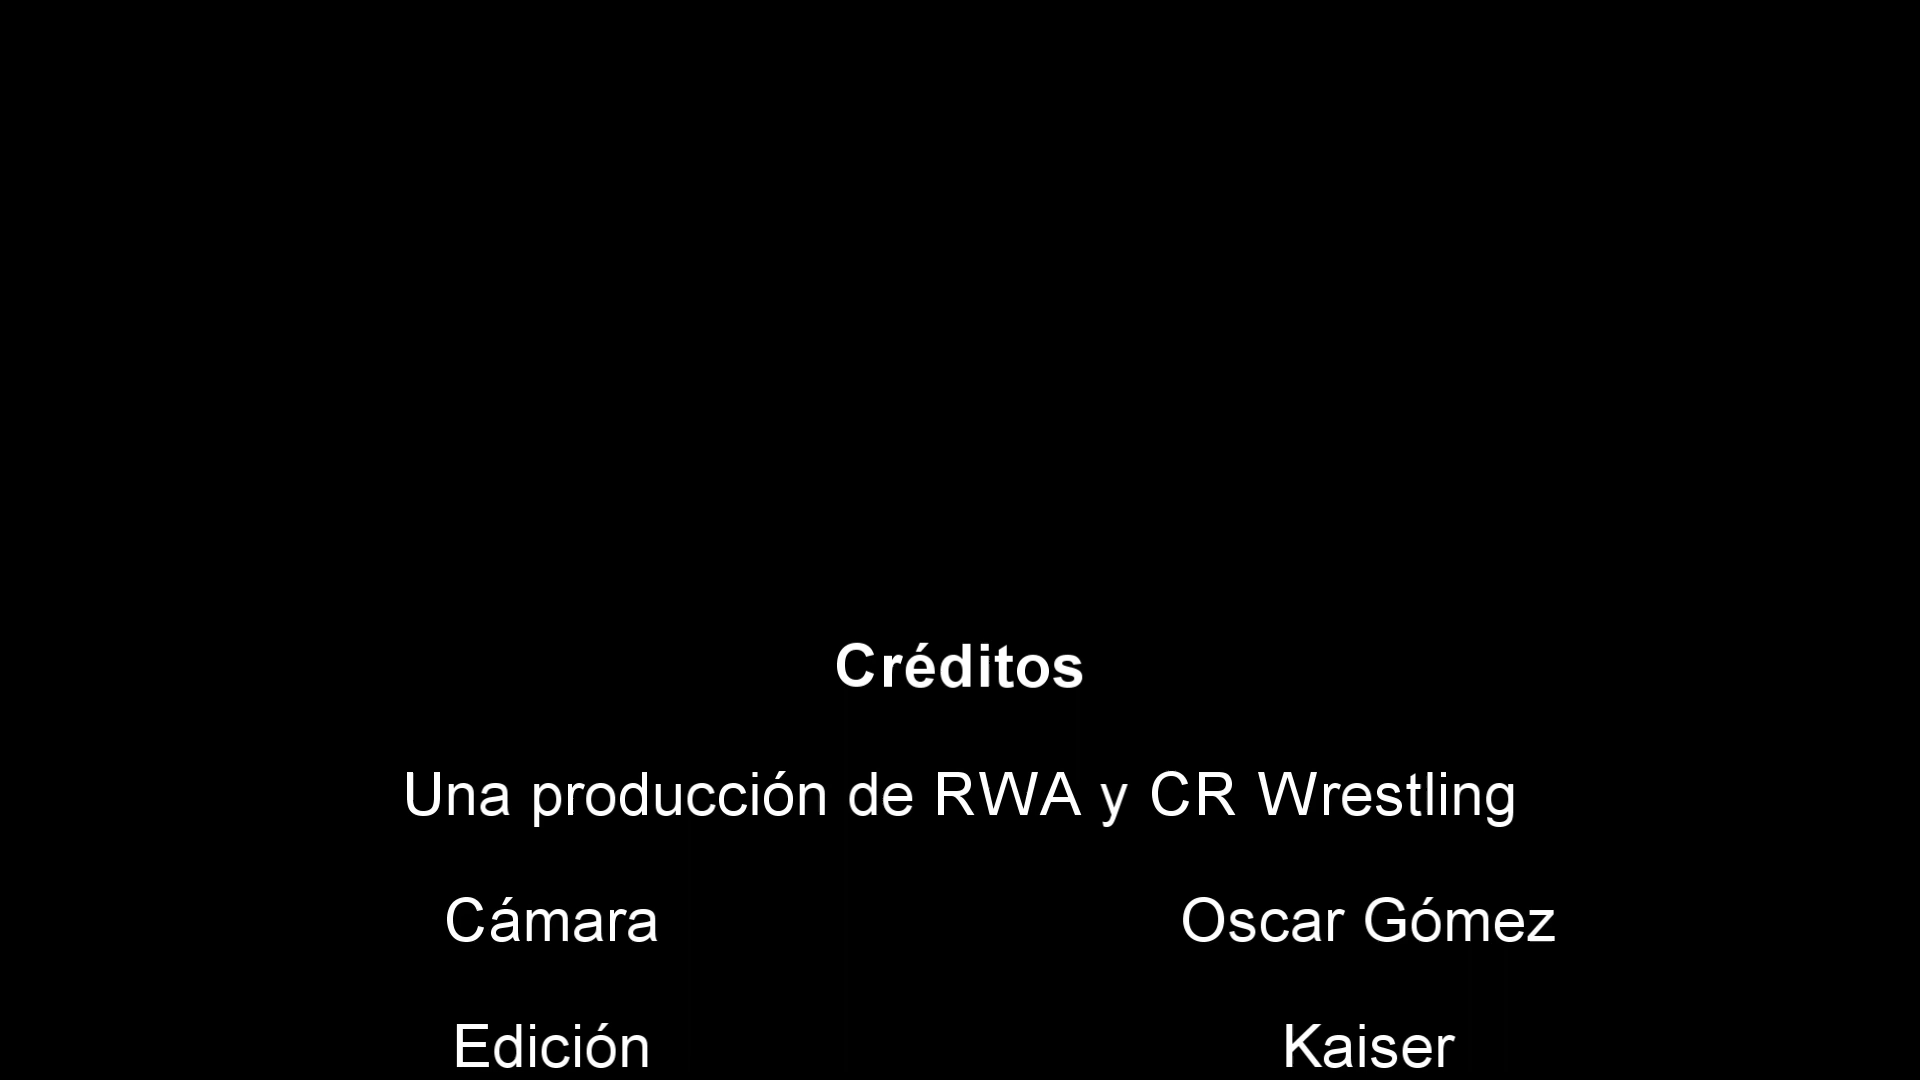 Créditos
Una producción de RWA y CR Wrestling
Cámara Oscar Gómez
Edición Kaiser